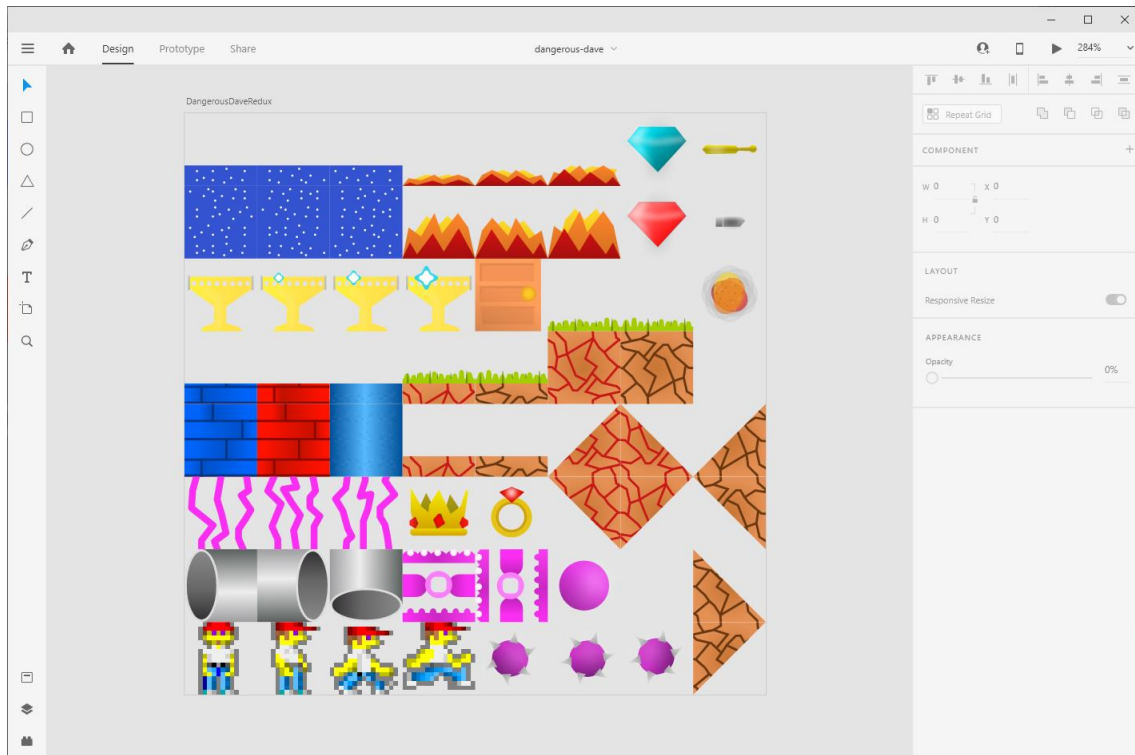 Design Prototype Share dangerous-dave 284%
DangerousDaveRedux
Repeat Grid
COMPONENT
W 0 X 0
H 0 Y 0
LAYOUT
Responsive Resize
APPEARANCE
Opacity
0%
T